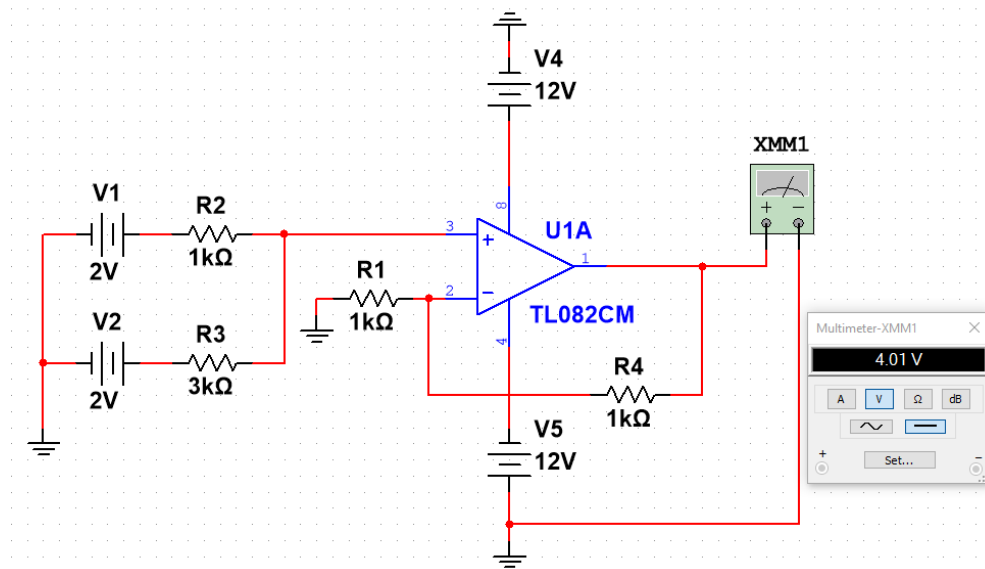 V4
12V
XMM1
+
−
V1
2V
R2
1kΩ
3
8
+
U1A
1
R1
1kΩ
2
−
TL082CM
4
V2
2V
R3
3kΩ
R4
1kΩ
V5
12V
Multimeter-XMM1
4.01 V
A
V
Ω
dB
+
Set...
−